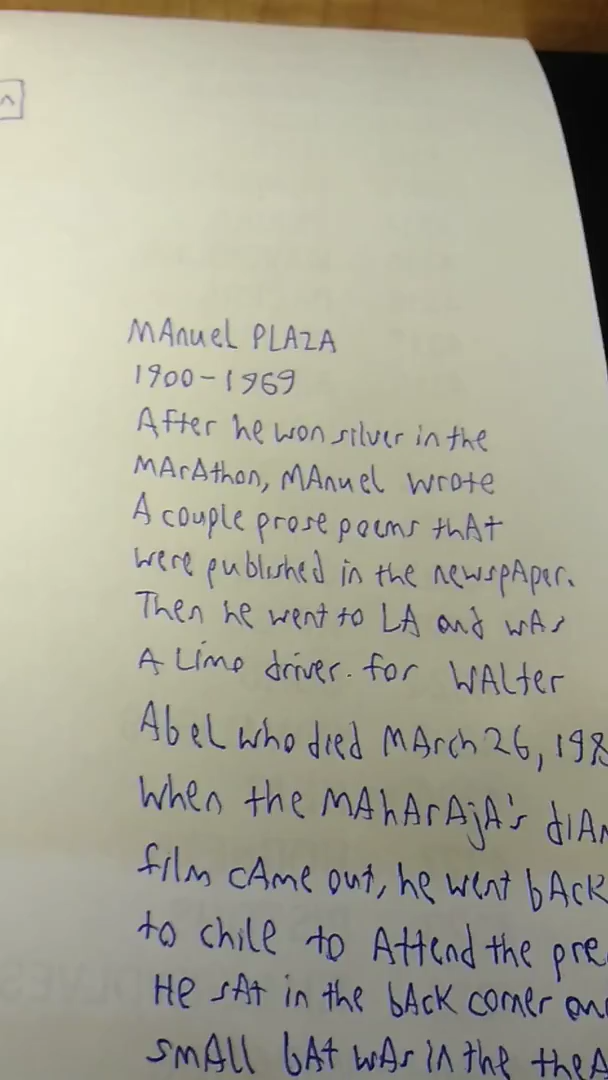 MAnuel PLAZA
1900-1969
After he won silver in the
MArAthon, MAnuel wrote
A couple prose poems thAt
were published in the newspAper.
Then he went to LA and wAs
A Limo driver. for WALter
Abel who died MArch 26, 198
when the MAhArAjA's
film cAme out, he went bAck
to chile to Attend the
He sAt in the bAck corner
smALL bAt wAs in the